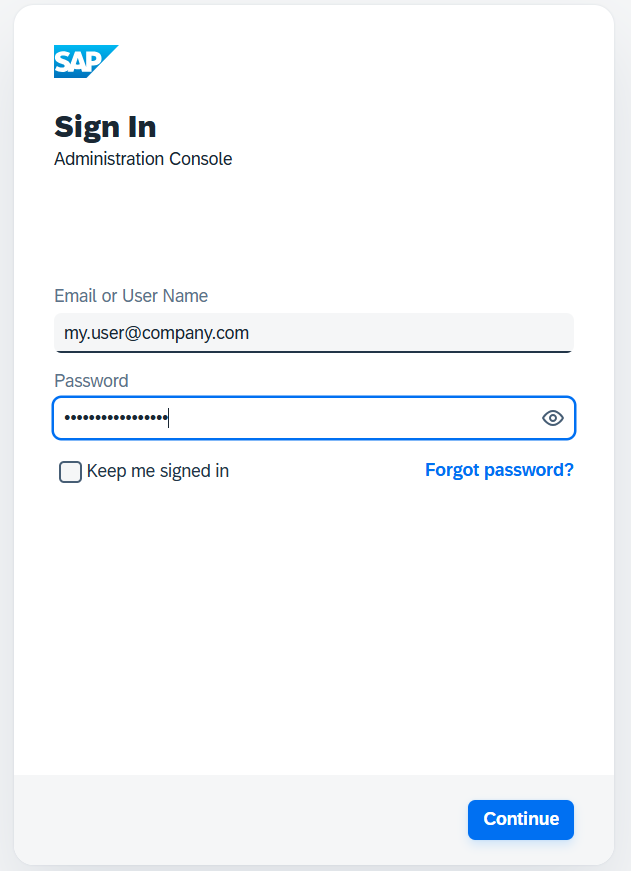 SAP
Sign In
Administration Console
Email or User Name
my.user@company.com
Password
•••••••••••••••••
Keep me signed in
Forgot password?
Continue